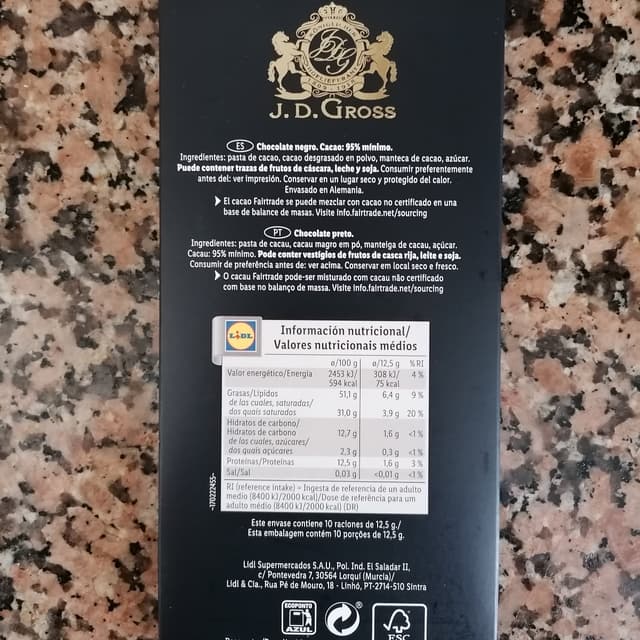 J. D. GROSS
ES Chocolate negro. Cacao: 95% mínimo.
Ingredientes: pasta de cacao, cacao desgrasado en polvo, manteca de cacao, azúcar.
Puede contener trazas de frutos de cáscara, leche y soja. Consumir preferentemente
antes del: ver impresión. Conservar en un lugar seco y protegido del calor.
Envasado en Alemania.
El cacao Fairtrade se puede mezclar con cacao no certificado en una
base de balance de masas. Visite info.fairtrade.net/sourcing
PT Chocolate preto.
Ingredientes: pasta de cacau, cacau magro em pó, manteiga de cacau, açúcar.
Cacau: 95% mínimo. Pode conter vestígios de frutos de casca rija, leite e soja.
Consumir de preferência antes de: ver acima. Conservar em local seco e fresco.
O cacau Fairtrade pode ser misturado com cacau não certificado
com base no balanço de massa. Visite info.fairtrade.net/sourcing
LIDL
Información nutricional/
Valores nutricionais médios
ø/100 g ø/12,5 g %RI
Valor energético/Energia 2453 kJ/ 308 kJ/ 4 %
594 kcal 75 kcal
Grasas/Lípidos 51,1 g 6,4 g 9 %
de las cuales, saturadas/
dos quais saturados 31,0 g 3,9 g 20 %
Hidratos de carbono/
Hidratos de carbono 12,7 g 1,6 g <1 %
de los cuales, azúcares/
dos quais açúcares 2,3 g 0,3 g <1 %
Proteínas/Proteínas 12,5 g 1,6 g 3 %
Sal/Sal 0,03 g <0,01 g <1 %
RI (reference intake) = Ingesta de referencia de un adulto
medio (8400 kJ/2000 kcal)/Dose de referência para um
adulto médio (8400 kJ/2000 kcal) (DR)
Este envase contiene 10 raciones de 12,5 g./
Esta embalagem contém 10 porções de 12,5 g.
Lidl Supermercados S.A.U., Pol. Ind. El Saladar II,
c/ Pontevedra 7, 30564 Lorquí (Murcia)/
Lidl & Cia., Rua Pé de Mouro, 18 - Linhó, PT-2714-510 Sintra
ECOPONTO
AZUL
FSC